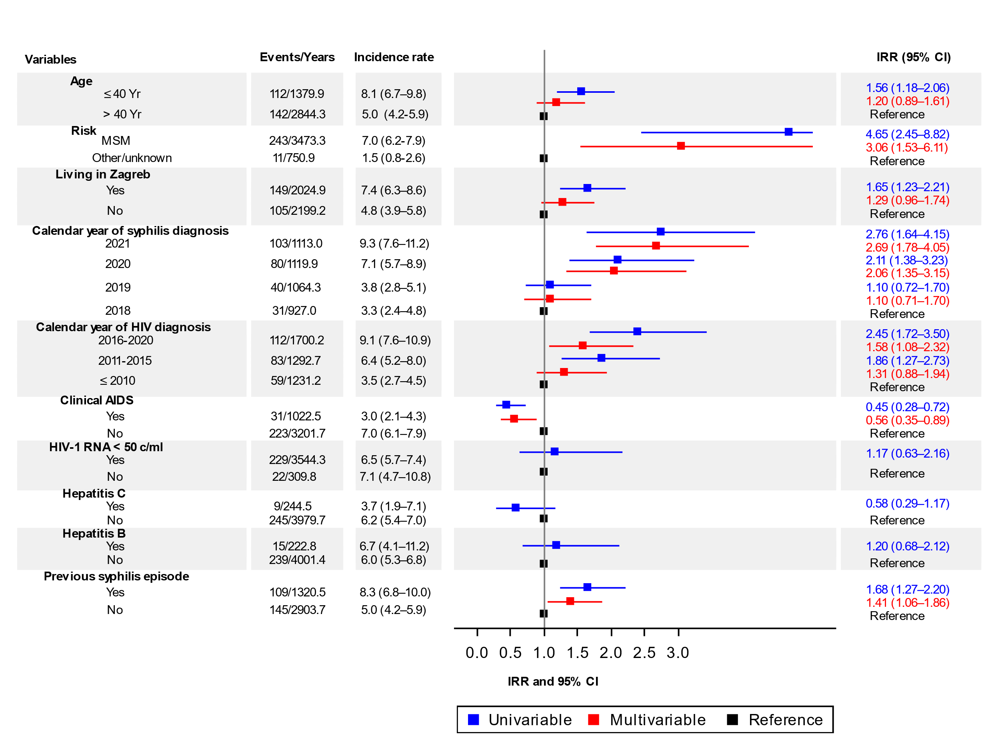 Variables Events/Years Incidence rate IRR (95% CI)
Age
≤ 40 Yr 112/1379.9 8.1 (6.7–9.8) 1.56 (1.18–2.06)
1.20 (0.89–1.61)
> 40 Yr 142/2844.3 5.0 (4.2-5.9) Reference
Risk
MSM 243/3473.3 7.0 (6.2-7.9) 4.65 (2.45–8.82)
3.06 (1.53–6.11)
Other/unknown 11/750.9 1.5 (0.8-2.6) Reference
Living in Zagreb
Yes 149/2024.9 7.4 (6.3–8.6) 1.65 (1.23–2.21)
1.29 (0.96–1.74)
No 105/2199.2 4.8 (3.9–5.8) Reference
Calendar year of syphilis diagnosis
2021 103/1113.0 9.3 (7.6–11.2) 2.76 (1.64–4.15)
2.69 (1.78–4.05)
2020 80/1119.9 7.1 (5.7–8.9) 2.11 (1.38–3.23)
2.06 (1.35–3.15)
2019 40/1064.3 3.8 (2.8–5.1) 1.10 (0.72–1.70)
1.10 (0.71–1.70)
2018 31/927.0 3.3 (2.4–4.8) Reference
Calendar year of HIV diagnosis
2016-2020 112/1700.2 9.1 (7.6–10.9) 2.45 (1.72–3.50)
1.58 (1.08–2.32)
2011-2015 83/1292.7 6.4 (5.2–8.0) 1.86 (1.27–2.73)
1.31 (0.88–1.94)
≤ 2010 59/1231.2 3.5 (2.7–4.5) Reference
Clinical AIDS
Yes 31/1022.5 3.0 (2.1–4.3) 0.45 (0.28–0.72)
0.56 (0.35–0.89)
No 223/3201.7 7.0 (6.1–7.9) Reference
HIV-1 RNA < 50 c/ml
Yes 229/3544.3 6.5 (5.7–7.4) 1.17 (0.63–2.16)
No 22/309.8 7.1 (4.7–10.8) Reference
Hepatitis C
Yes 9/244.5 3.7 (1.9–7.1) 0.58 (0.29–1.17)
No 245/3979.7 6.2 (5.4–7.0) Reference
Hepatitis B
Yes 15/222.8 6.7 (4.1–11.2) 1.20 (0.68–2.12)
No 239/4001.4 6.0 (5.3–6.8) Reference
Previous syphilis episode
Yes 109/1320.5 8.3 (6.8–10.0) 1.68 (1.27–2.20)
1.41 (1.06–1.86)
No 145/2903.7 5.0 (4.2–5.9) Reference
0.0 0.5 1.0 1.5 2.0 2.5 3.0
IRR and 95% CI
Univariable Multivariable Reference